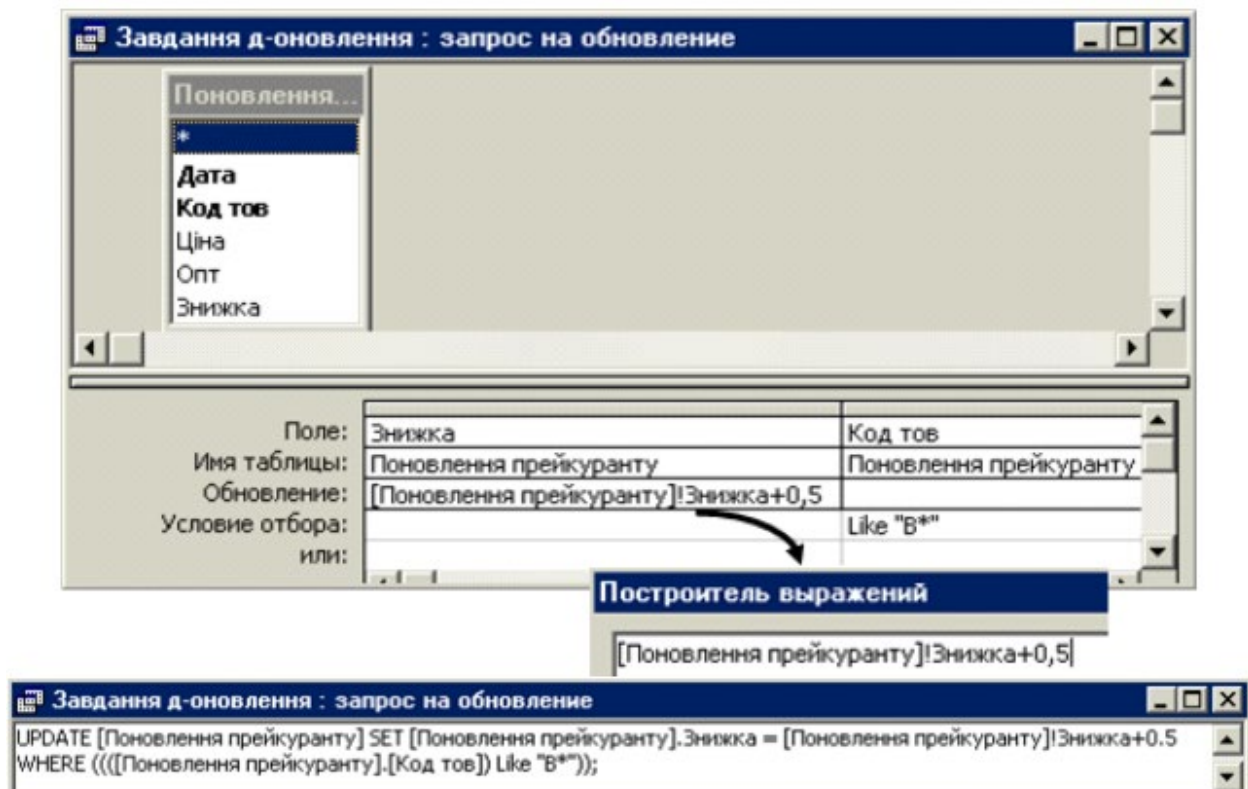 Завдання д-оновлення : запрос на обновление
Поновлення...
*
Дата
Код тов
Ціна
Опт
Знижка
Поле: Знижка Код тов
Имя таблицы: Поновлення прейкуранту Поновлення прейкуранту
Обновление: [Поновлення прейкуранту]!Знижка+0,5
Условие отбора: Like "В*"
или:
Построитель выражений
[Поновлення прейкуранту]!Знижка+0,5
Завдання д-оновлення : запрос на обновление
UPDATE [Поновлення прейкуранту] SET [Поновлення прейкуранту].Знижка = [Поновлення прейкуранту]!Знижка+0.5
WHERE ((([Поновлення прейкуранту].[Код тов]) Like "В*"));